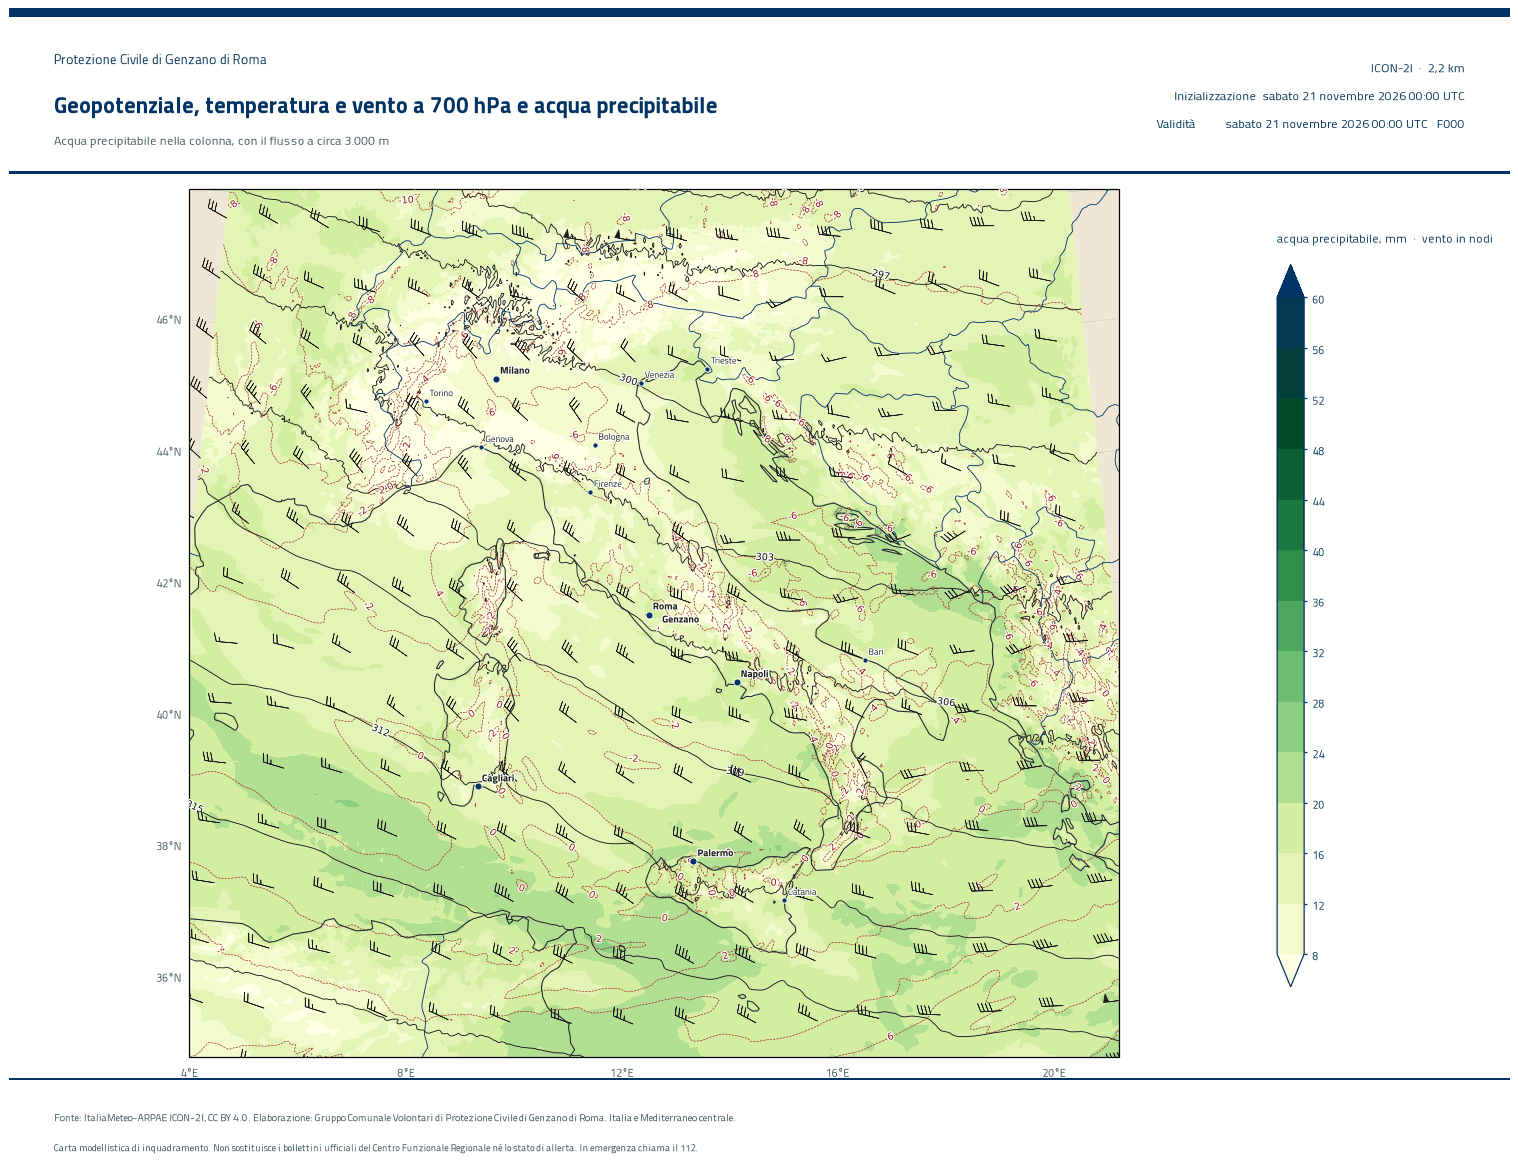 Protezione Civile di Genzano di Roma
Geopotenziale, temperatura e vento a 700 hPa e acqua precipitabile
Acqua precipitabile nella colonna, con il flusso a circa 3.000 m
ICON-2I · 2,2 km
Inizializzazione sabato 21 novembre 2026 00:00 UTC
Validità sabato 21 novembre 2026 00:00 UTC F000
acqua precipitabile, mm · vento in nodi
60
56
52
48
44
40
36
32
28
24
20
16
12
8
46°N
44°N
42°N
40°N
38°N
36°N
4°E
8°E
12°E
16°E
20°E
Milano
Torino
Venezia
Trieste
Genova
Bologna
Firenze
Roma
Genzano
Napoli
Bari
Cagliari
Palermo
Catania
297
300
303
306
309
312
315
Fonte: ItaliaMeteo-ARPAE ICON-2I, CC BY 4.0. Elaborazione: Gruppo Comunale Volontari di Protezione Civile di Genzano di Roma. Italia e Mediterraneo centrale.
Carta modellistica di inquadramento. Non sostituisce i bollettini ufficiali del Centro Funzionale Regionale né lo stato di allerta. In emergenza chiama il 112.